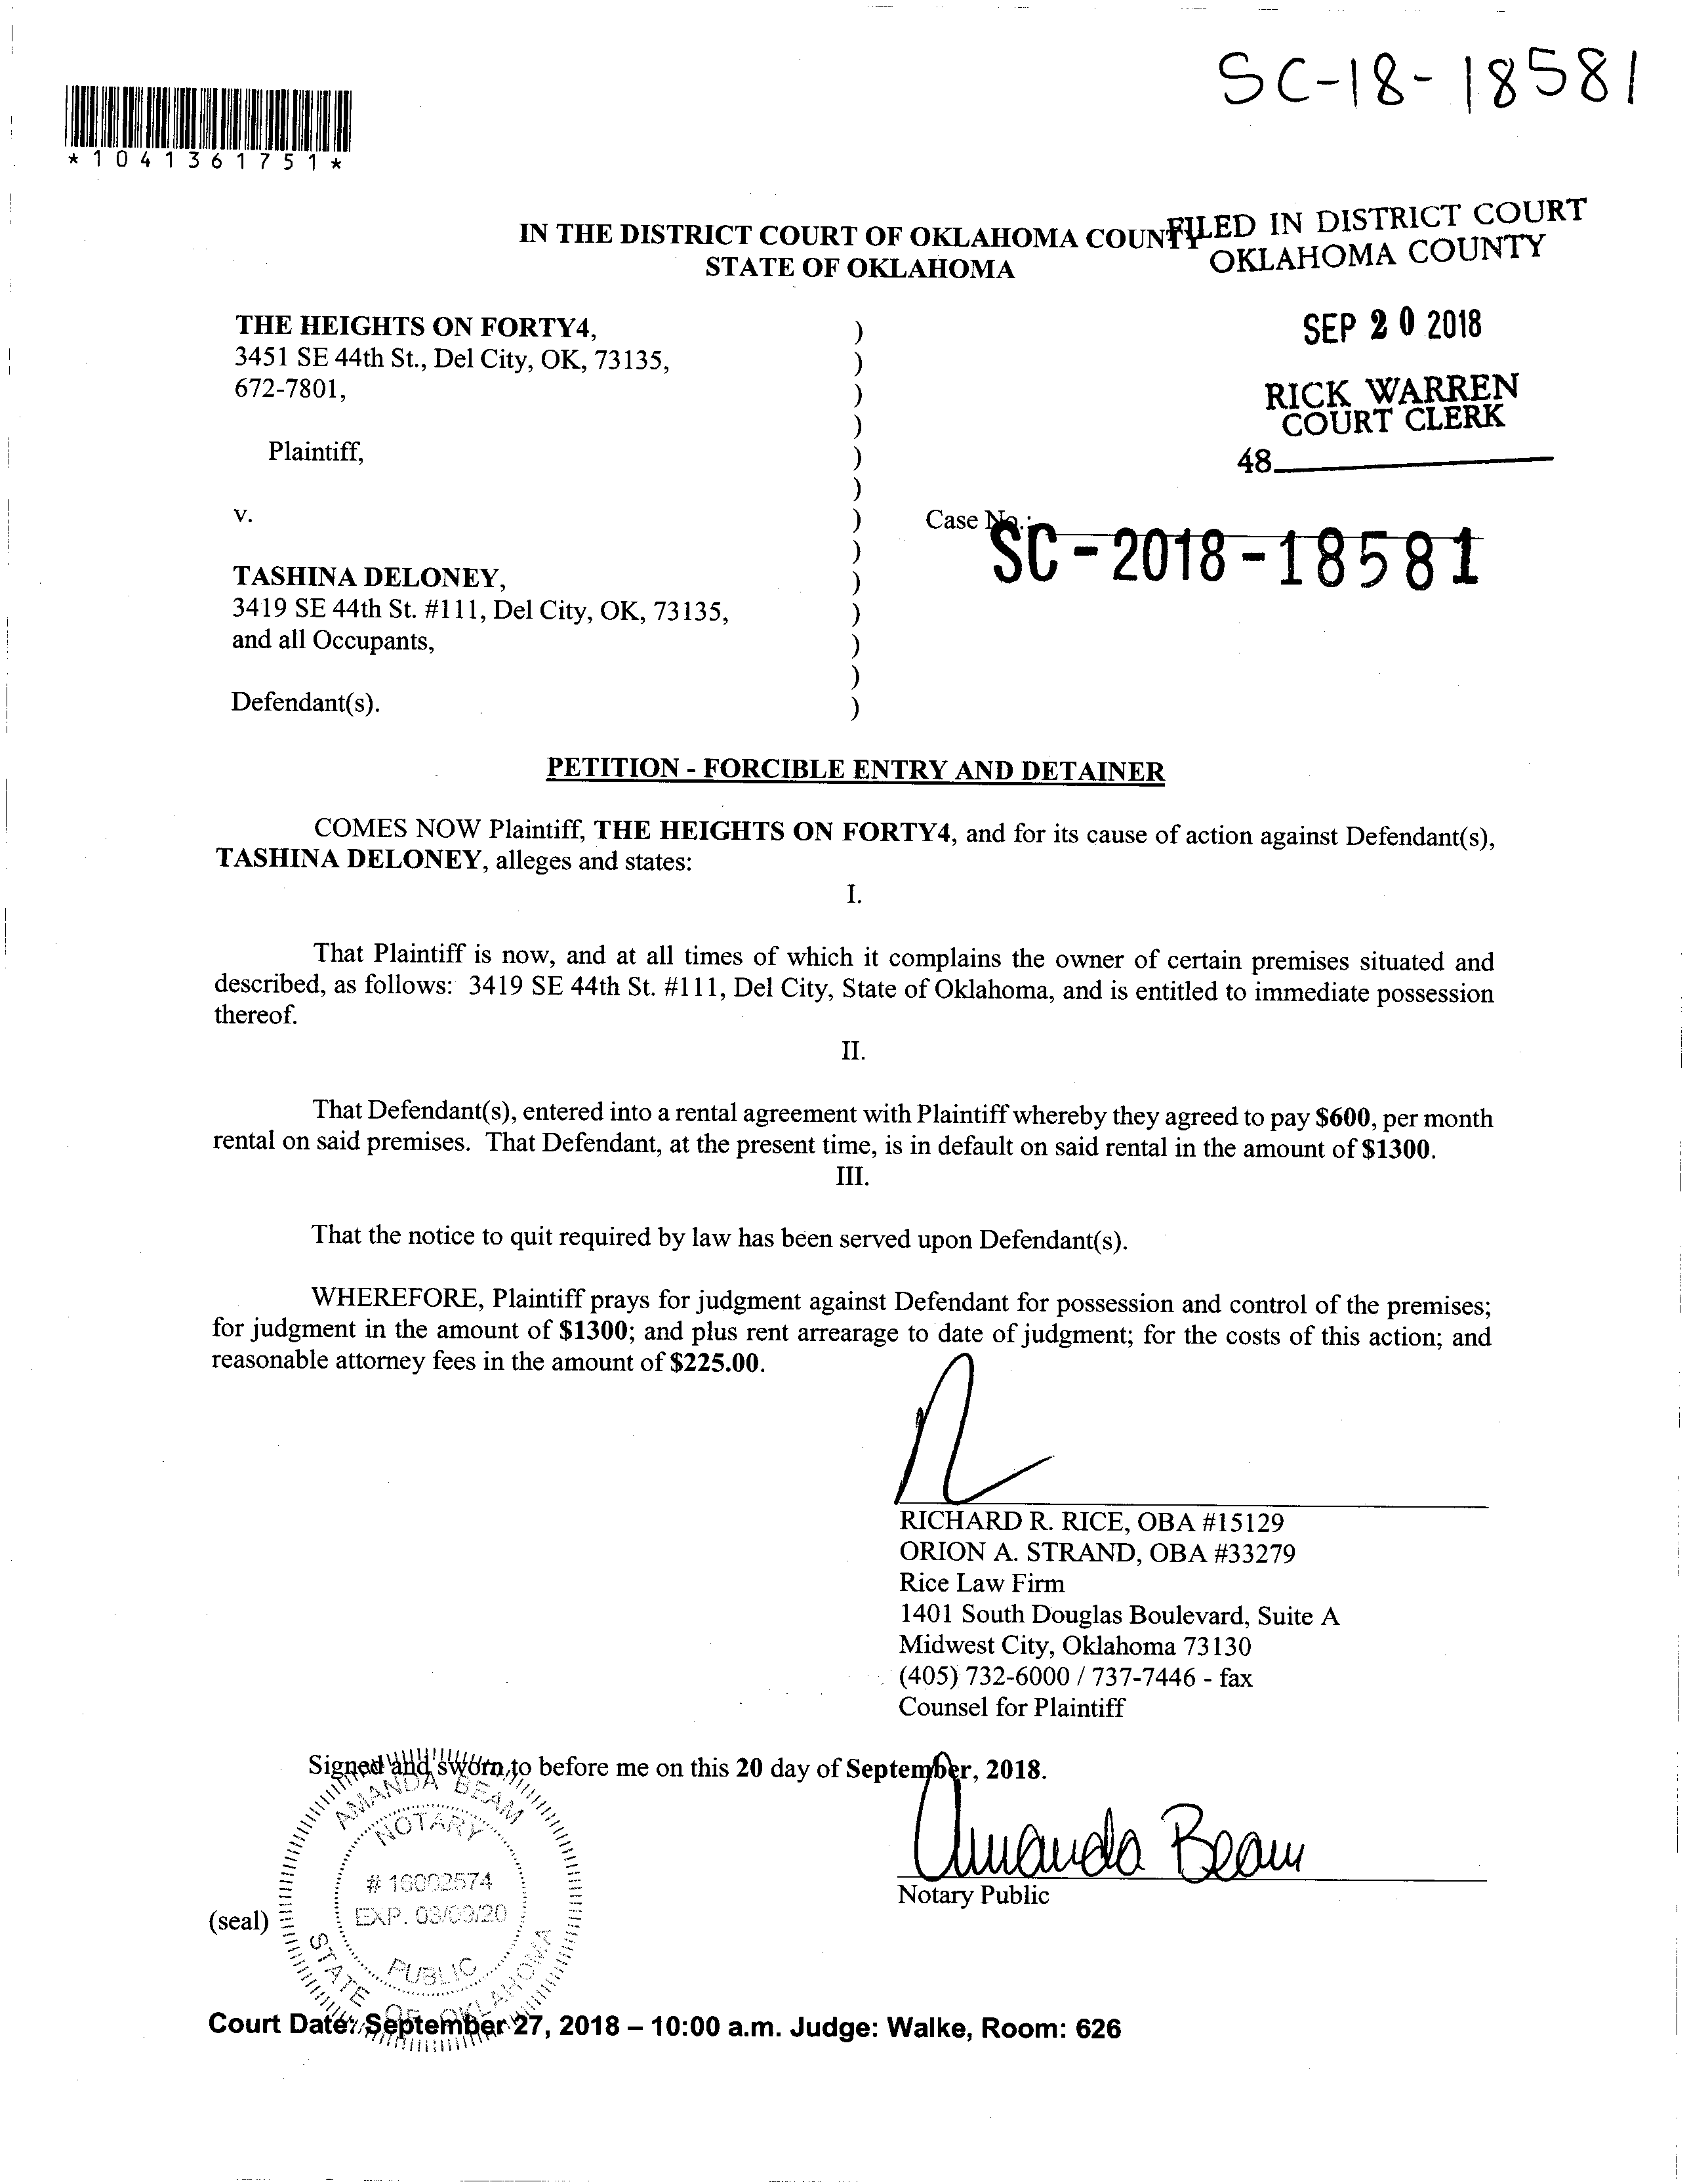 SC-18-18581
*1041361751*
IN THE DISTRICT COURT OF OKLAHOMA COUNTY
STATE OF OKLAHOMA
FILED IN DISTRICT COURT
OKLAHOMA COUNTY
SEP 20 2018
RICK WARREN
COURT CLERK
48
THE HEIGHTS ON FORTY4, )
3451 SE 44th St., Del City, OK, 73135, )
672-7801, )
)
Plaintiff, )
)
v. )
Case No.:
SC-2018-18581
)
TASHINA DELONEY, )
3419 SE 44th St. #111, Del City, OK, 73135, )
and all Occupants, )
)
Defendant(s). )
PETITION - FORCIBLE ENTRY AND DETAINER
COMES NOW Plaintiff, THE HEIGHTS ON FORTY4, and for its cause of action against Defendant(s),
TASHINA DELONEY, alleges and states:
I.
That Plaintiff is now, and at all times of which it complains the owner of certain premises situated and
described, as follows: 3419 SE 44th St. #111, Del City, State of Oklahoma, and is entitled to immediate possession
thereof.
II.
That Defendant(s), entered into a rental agreement with Plaintiff whereby they agreed to pay $600, per month
rental on said premises. That Defendant, at the present time, is in default on said rental in the amount of $1300.
III.
That the notice to quit required by law has been served upon Defendant(s).
WHEREFORE, Plaintiff prays for judgment against Defendant for possession and control of the premises;
for judgment in the amount of $1300; and plus rent arrearage to date of judgment; for the costs of this action; and
reasonable attorney fees in the amount of $225.00.
RICHARD R. RICE, OBA #15129
ORION A. STRAND, OBA #33279
Rice Law Firm
1401 South Douglas Boulevard, Suite A
Midwest City, Oklahoma 73130
(405) 732-6000 / 737-7446 - fax
Counsel for Plaintiff
Signed and sworn to before me on this 20 day of September, 2018.
AMANDA BEAM
NOTARY
# 16002574
EXP. 03/03/20
PUBLIC
STATE OF OKLAHOMA
Amanda Beam
Notary Public
(seal)
Court Date: September 27, 2018 – 10:00 a.m. Judge: Walke, Room: 626